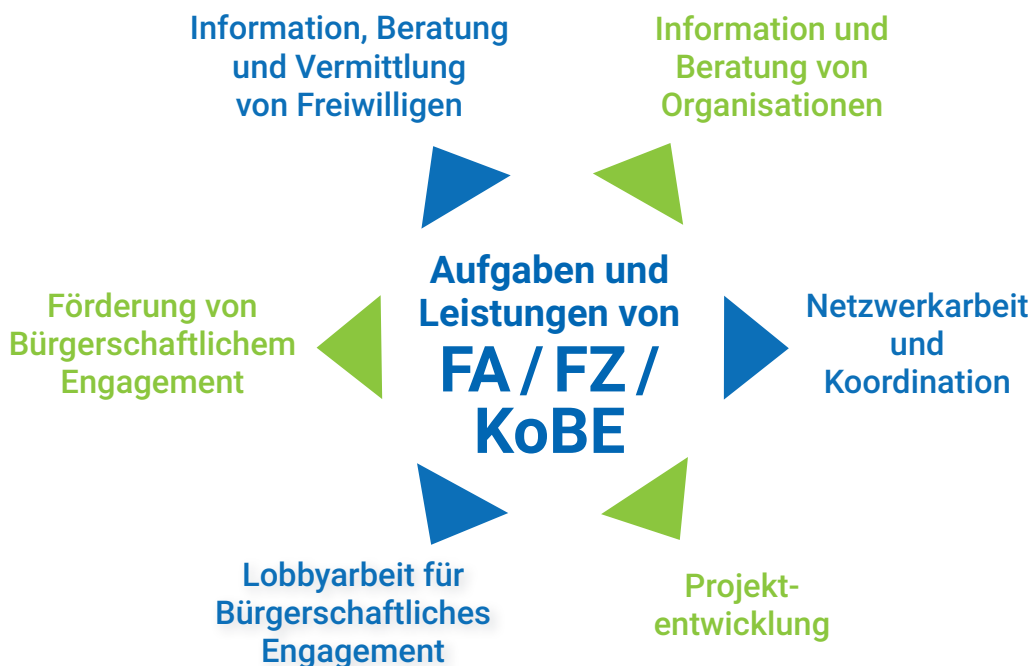 Information, Beratung
und Vermittlung
von Freiwilligen
Information und
Beratung von
Organisationen
Aufgaben und
Leistungen von
FA / FZ /
KoBE
Förderung von
Bürgerschaftlichem
Engagement
Netzwerkarbeit
und
Koordination
Lobbyarbeit für
Bürgerschaftliches
Engagement
Projekt-
entwicklung